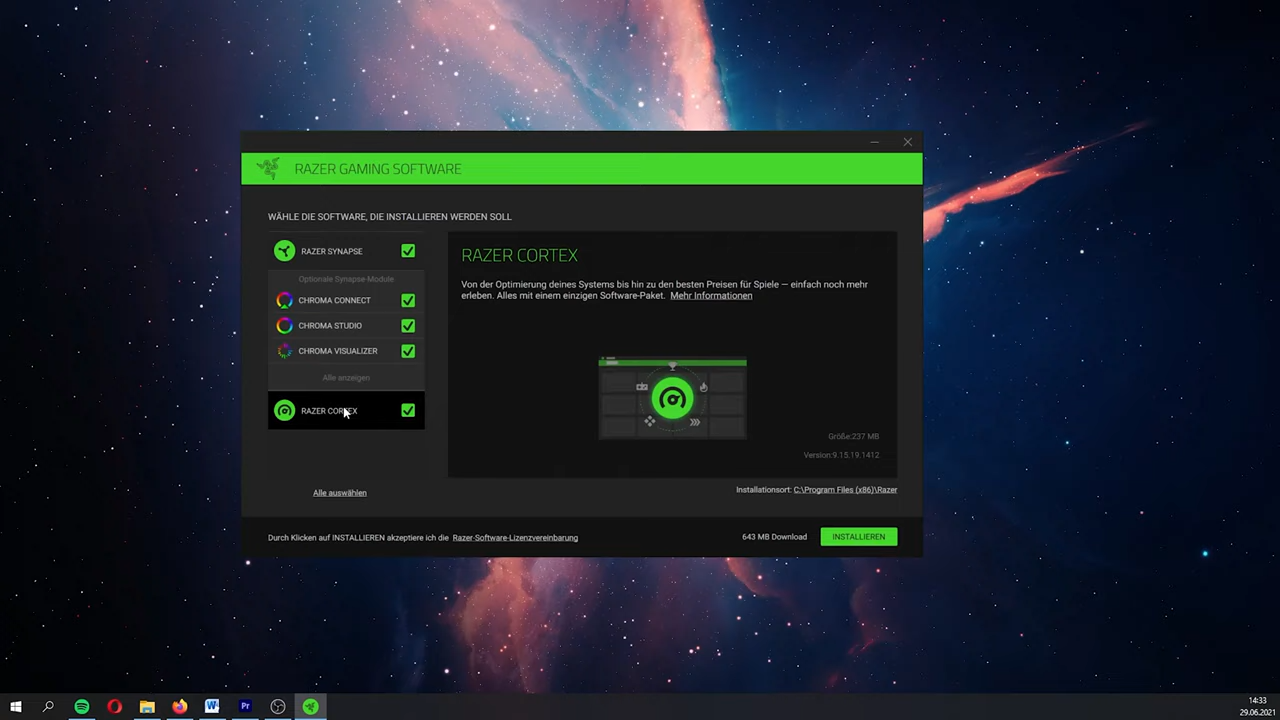 RAZER GAMING SOFTWARE
WÄHLE DIE SOFTWARE, DIE INSTALLIEREN WERDEN SOLL
RAZER SYNAPSE
Optionale Synapse-Module
CHROMA CONNECT
CHROMA STUDIO
CHROMA VISUALIZER
Alle anzeigen
RAZER CORTEX
Alle auswählen
RAZER CORTEX
Von der Optimierung deines Systems bis hin zu den besten Preisen für Spiele — einfach noch mehr
erleben. Alles mit einem einzigen Software-Paket. Mehr Informationen
Größe:237 MB
Version:9.15.19.1412
Installationsort: C:\Program Files (x86)\Razer
Durch Klicken auf INSTALLIEREN akzeptiere ich die Razer-Software-Lizenzvereinbarung
643 MB Download
INSTALLIEREN
W
Pr
14:33
29.06.2021